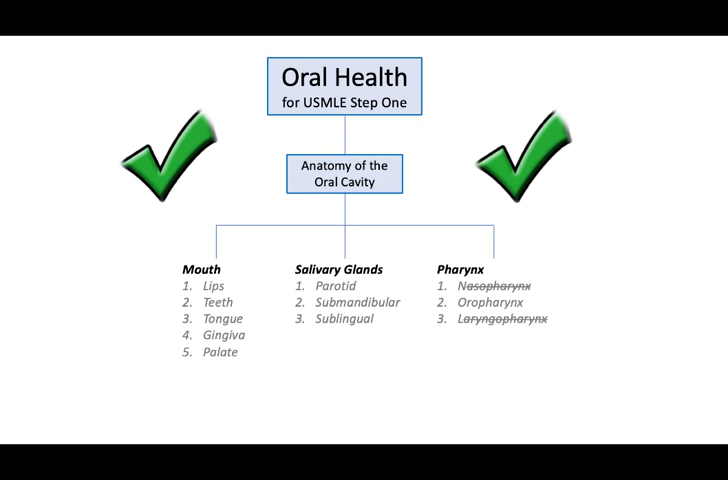 Oral Health
for USMLE Step One
Anatomy of the
Oral Cavity
Mouth
1. Lips
2. Teeth
3. Tongue
4. Gingiva
5. Palate
Salivary Glands
1. Parotid
2. Submandibular
3. Sublingual
Pharynx
1. Nasopharynx
2. Oropharynx
3. Laryngopharynx